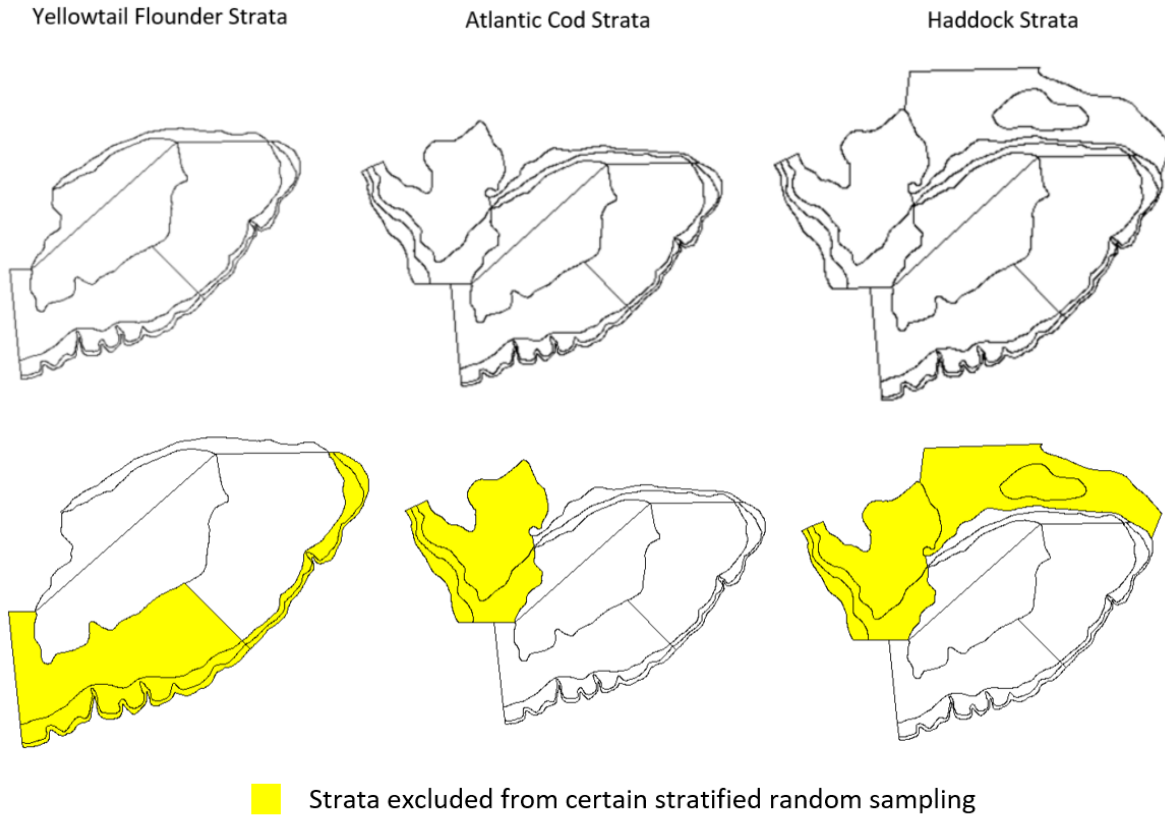 Yellowtail Flounder Strata
Atlantic Cod Strata
Haddock Strata
Strata excluded from certain stratified random sampling